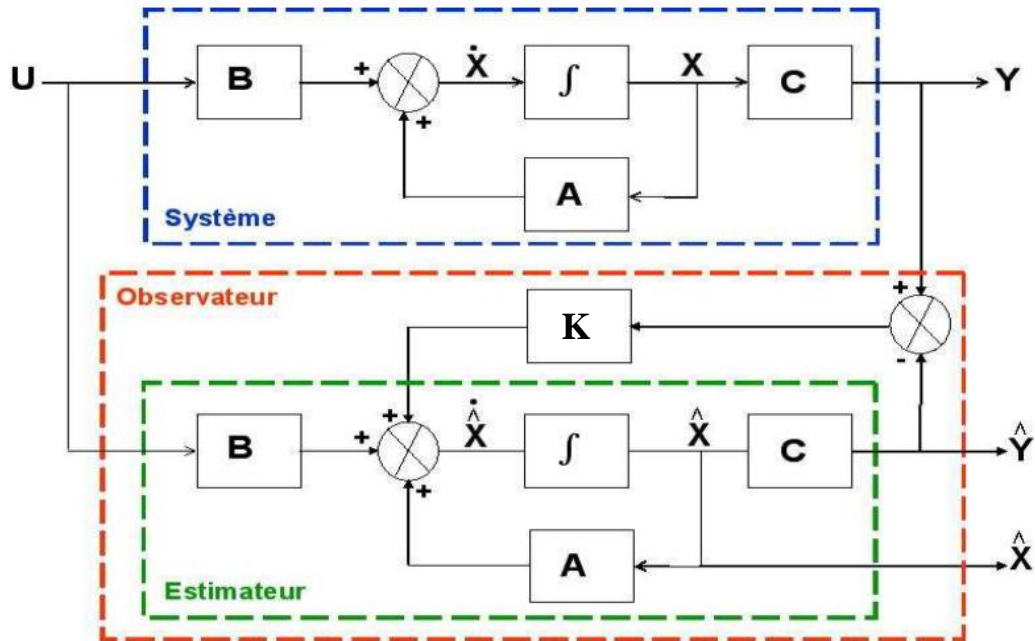 U
B
+
+
Ẋ
∫
X
C
Y
A
Système
Observateur
K
+
-
B
+
+
+
X̂̇
∫
X̂
C
Ŷ
A
X̂
Estimateur